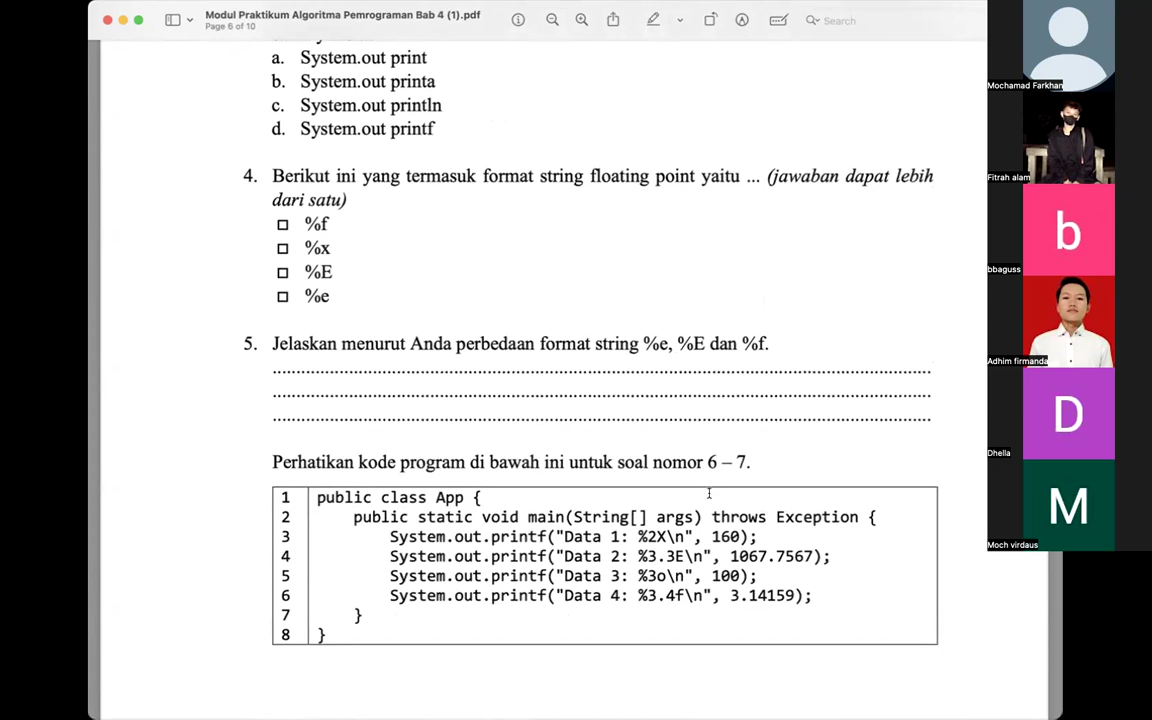 Modul Praktikum Algoritma Pemrograman Bab 4 (1).pdf
Page 6 of 10
Search
a. System.out print
b. System.out printa
c. System.out println
d. System.out printf
4. Berikut ini yang termasuk format string floating point yaitu ... (jawaban dapat lebih
dari satu)
%f
%x
%E
%e
5. Jelaskan menurut Anda perbedaan format string %e, %E dan %f.
Perhatikan kode program di bawah ini untuk soal nomor 6 – 7.
1 public class App {
2 public static void main(String[] args) throws Exception {
3 System.out.printf("Data 1: %2X\n", 160);
4 System.out.printf("Data 2: %3.3E\n", 1067.7567);
5 System.out.printf("Data 3: %3o\n", 100);
6 System.out.printf("Data 4: %3.4f\n", 3.14159);
7 }
8 }
Mochamad Farkhan
Fitrah alam
b
bbaguss
Adhim firmanda
D
Dhella
M
Moch virdaus